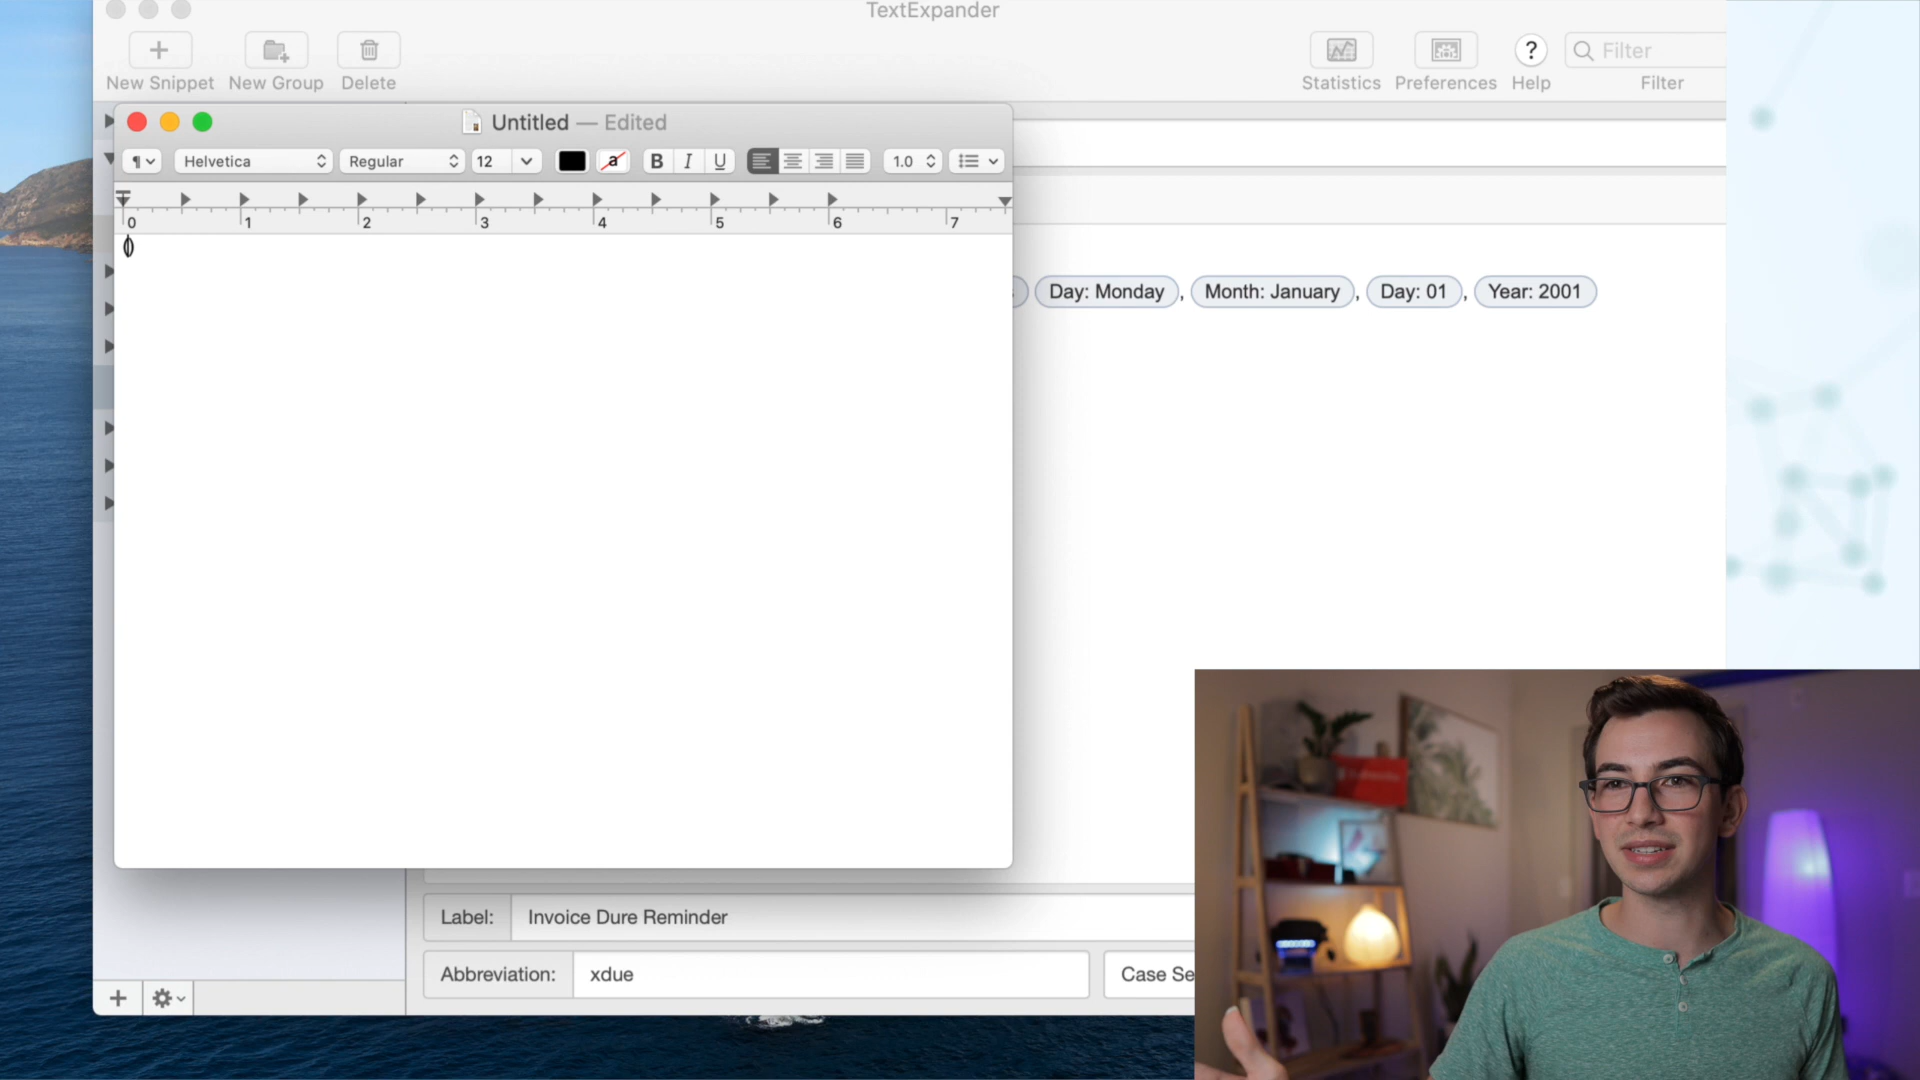 TextExpander
New Snippet New Group Delete Statistics Preferences ? Help Filter
Filter
Untitled — Edited
¶ Helvetica Regular 12 a B I U 1.0
0 1 2 3 4 5 6 7
Day: Monday , Month: January , Day: 01 , Year: 2001
Label: Invoice Dure Reminder
Abbreviation: xdue Case Se